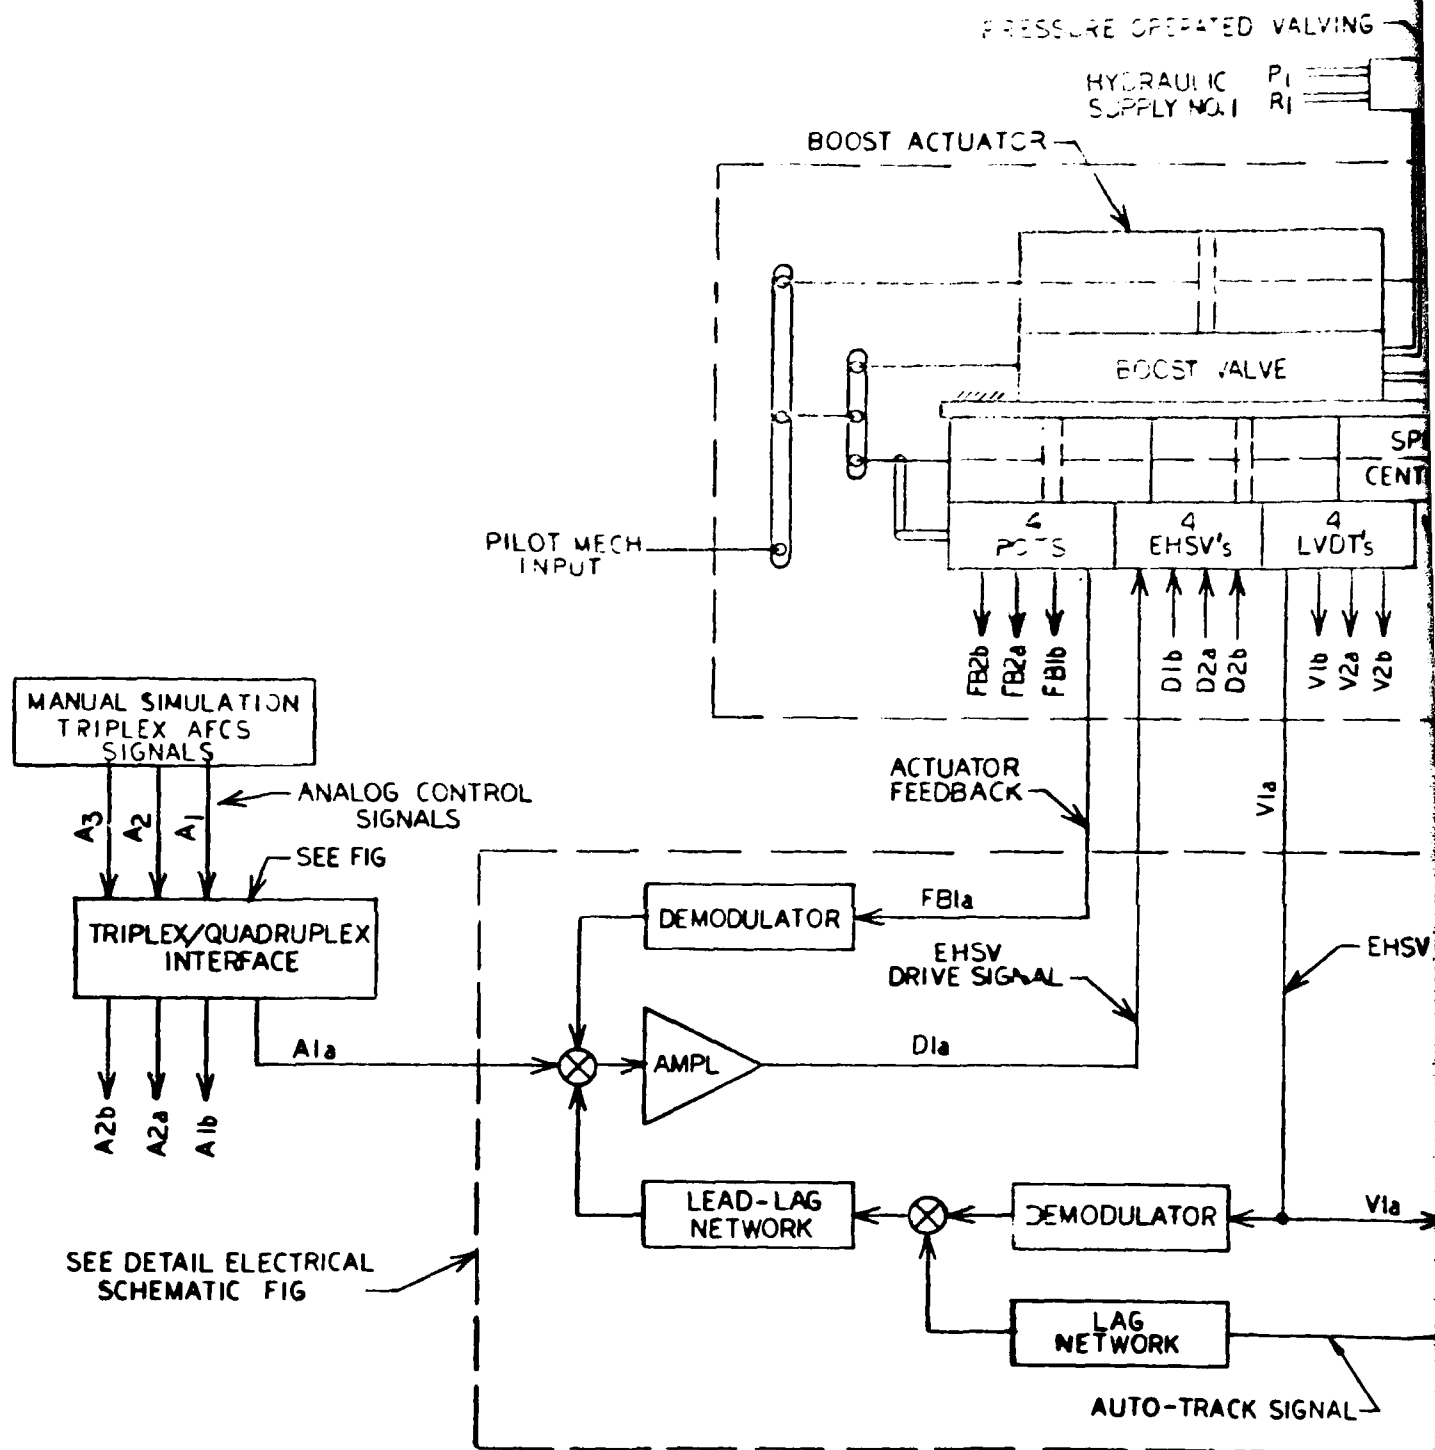 PRESSURE OPERATED VALVING
HYDRAULIC
SUPPLY NO.1
P1
R1
BOOST ACTUATOR
BOOST VALVE
SP
CENT
4
POTS
4
EHSV's
4
LVDT's
PILOT MECH
INPUT
FB2b
FB2a
FB1b
D1b
D2a
D2b
V1b
V2a
V2b
MANUAL SIMULATION
TRIPLEX AFCS
SIGNALS
A3
A2
A1
ANALOG CONTROL
SIGNALS
SEE FIG
ACTUATOR
FEEDBACK
V1a
TRIPLEX/QUADRUPLEX
INTERFACE
DEMODULATOR
FB1a
EHSV
DRIVE SIGNAL
EHSV
A1a
AMPL
D1a
A2b
A2a
A1b
LEAD-LAG
NETWORK
DEMODULATOR
V1a
SEE DETAIL ELECTRICAL
SCHEMATIC FIG
LAG
NETWORK
AUTO-TRACK SIGNAL